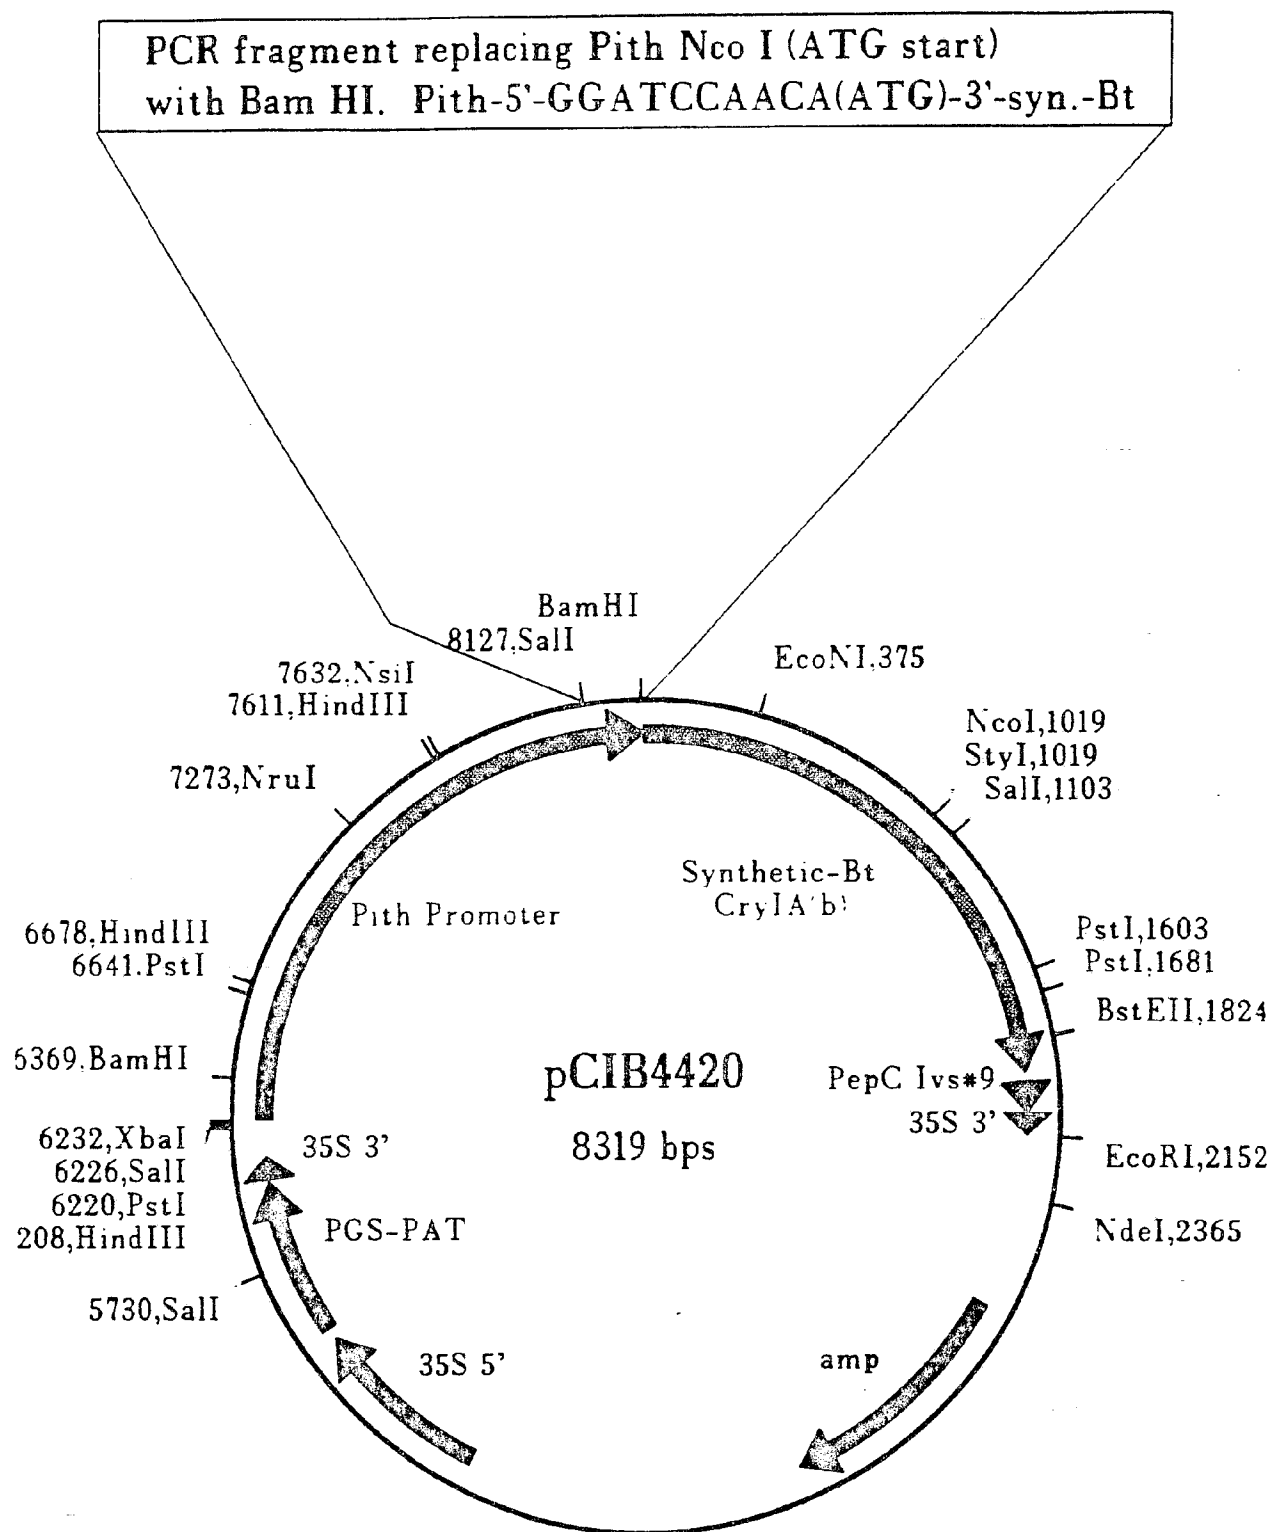 PCR fragment replacing Pith Nco I (ATG start)
with Bam HI. Pith-5'-GGATCCAACA(ATG)-3'-syn.-Bt
BamHI
8127,SalI
7632,NsiI
7611,HindIII
7273,NruI
6678,HindIII
6641.PstI
6369.BamHI
6232,XbaI
6226,SalI
6220,PstI
208,HindIII
5730,SalI
EcoNI,375
NcoI,1019
StyI,1019
SalI,1103
PstI,1603
PstI,1681
BstEII,1824
EcoRI,2152
NdeI,2365
Synthetic-Bt
CryIA(b)
Pith Promoter
pCIB4420
8319 bps
PepC Ivs#9
35S 3'
35S 3'
PGS-PAT
35S 5'
amp